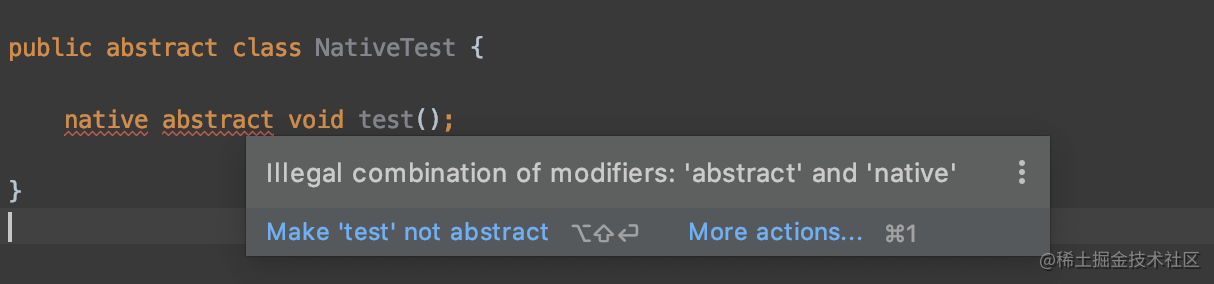 public abstract class NativeTest {
native abstract void test();
Illegal combination of modifiers: 'abstract' and 'native'
}
Make 'test' not abstract ⌥⇧↩ More actions... ⌘1
@稀土掘金技术社区